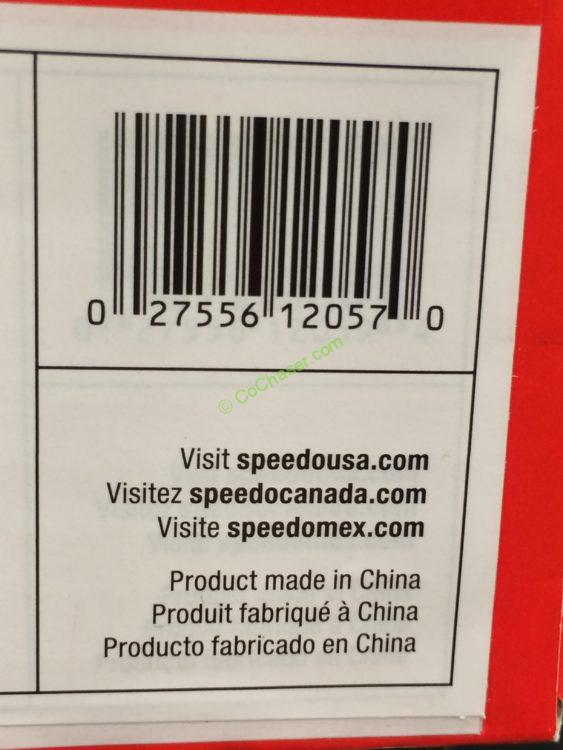 0 27556 12057 0
© CoChaser.com
Visit speedousa.com
Visitez speedocanada.com
Visite speedomex.com
Product made in China
Produit fabriqué à China
Producto fabricado en China